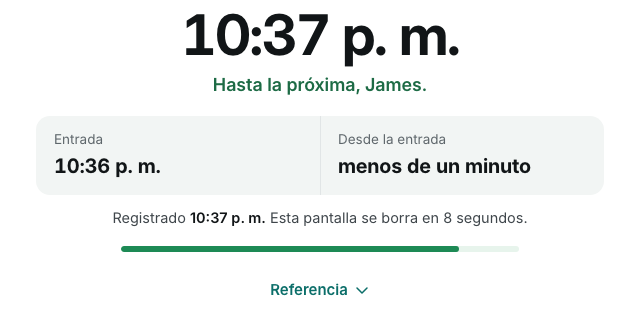 10:37 p. m.
Hasta la próxima, James.
Entrada
10:36 p. m.
Desde la entrada
menos de un minuto
Registrado 10:37 p. m. Esta pantalla se borra en 8 segundos.
Referencia